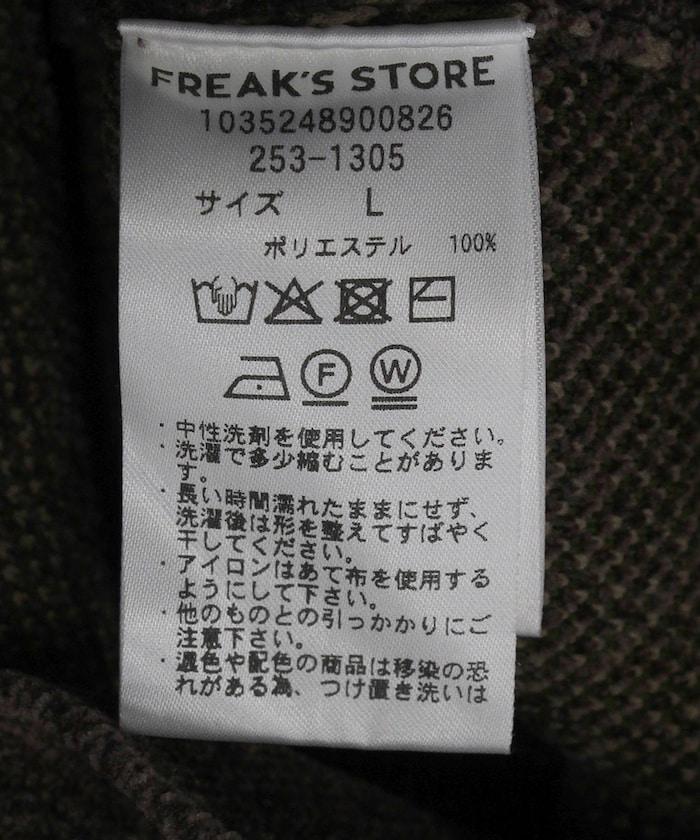 FREAK'S STORE
1035248900826
253-1305
サイズ L
ポリエステル 100%
F W
・中性洗剤を使用してください。
・洗濯で多少縮むことがありま
す。
・長い時間濡れたままにせず、
洗濯後は形を整えてすばやく
干してください。
・アイロンはあて布を使用する
ようにして下さい。
・他のものとの引っかかりにご
注意下さい。
・濃色や配色の商品は移染の恐
れがある為、つけ置き洗いは